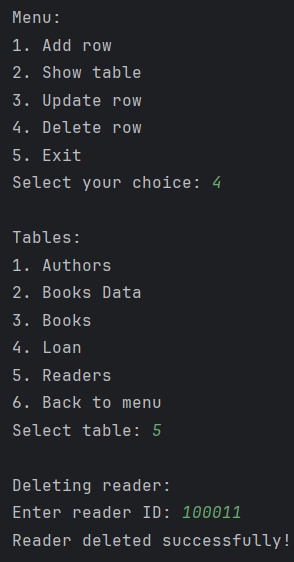 Menu:
1. Add row
2. Show table
3. Update row
4. Delete row
5. Exit
Select your choice: 4
Tables:
1. Authors
2. Books Data
3. Books
4. Loan
5. Readers
6. Back to menu
Select table: 5
Deleting reader:
Enter reader ID: 100011
Reader deleted successfully!